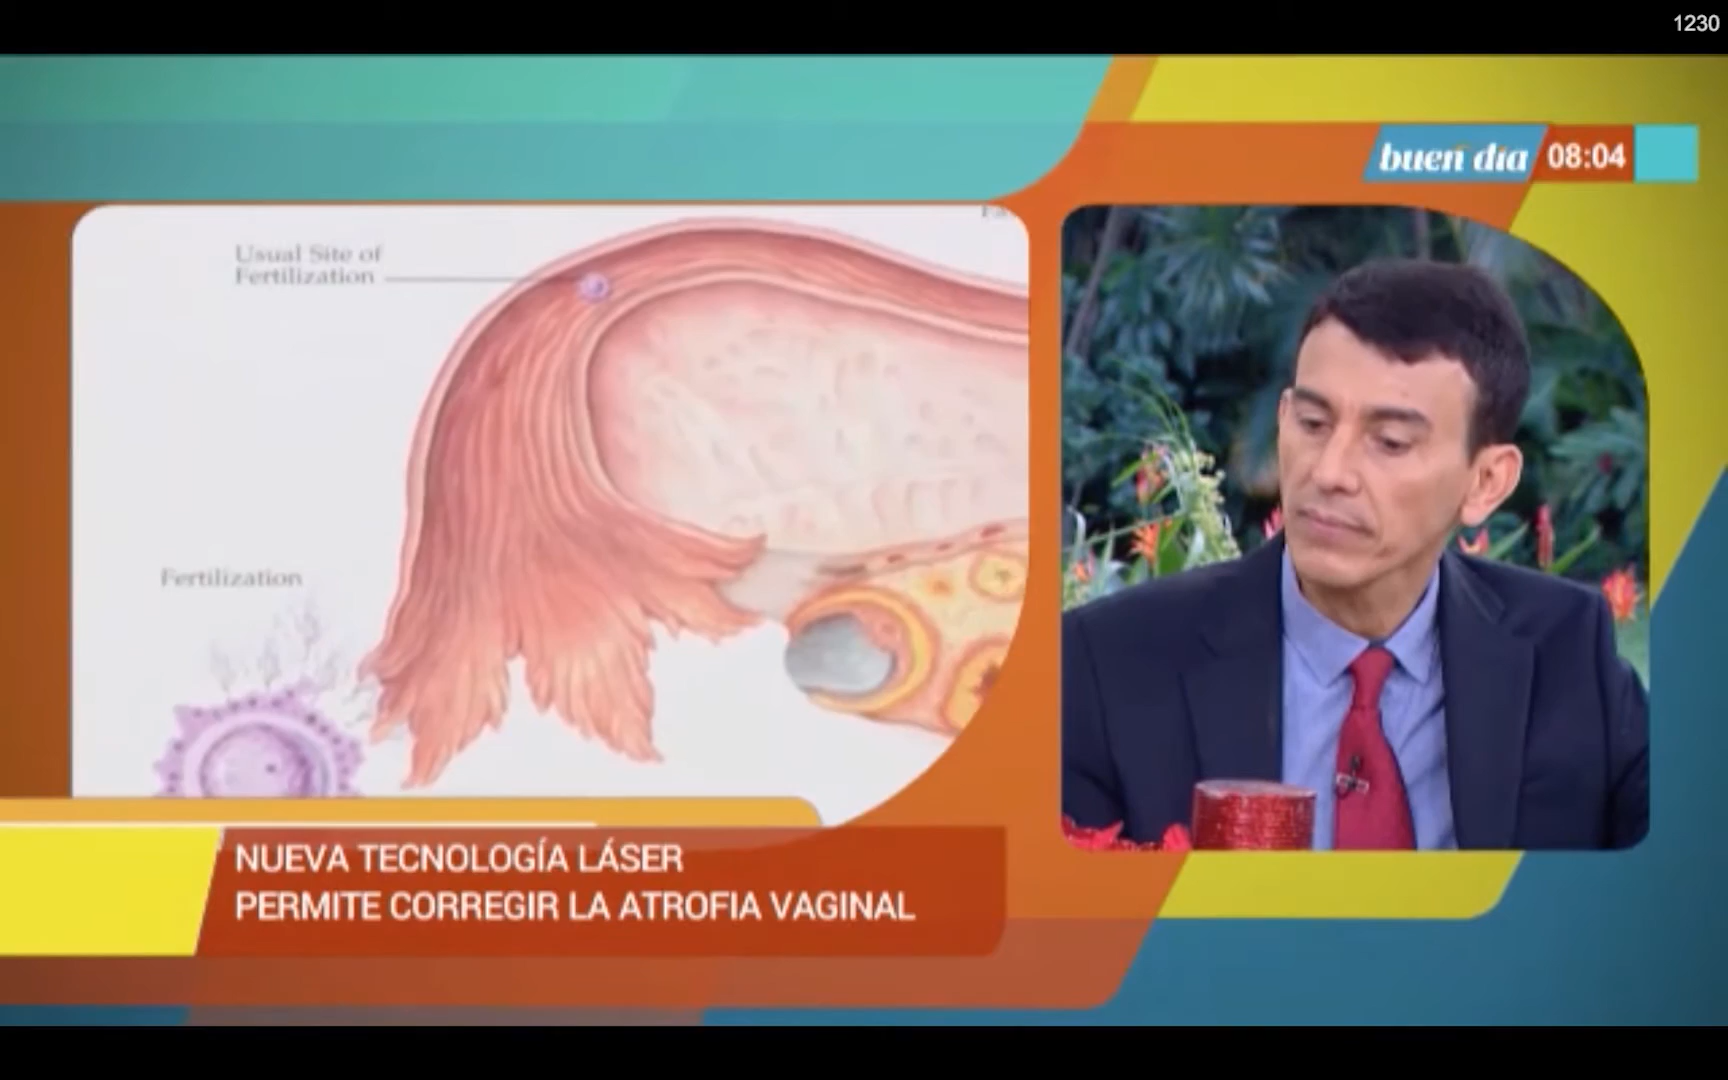 1230
buen día 08:04
Usual Site of
Fertilization
Fertilization
NUEVA TECNOLOGÍA LÁSER
PERMITE CORREGIR LA ATROFIA VAGINAL